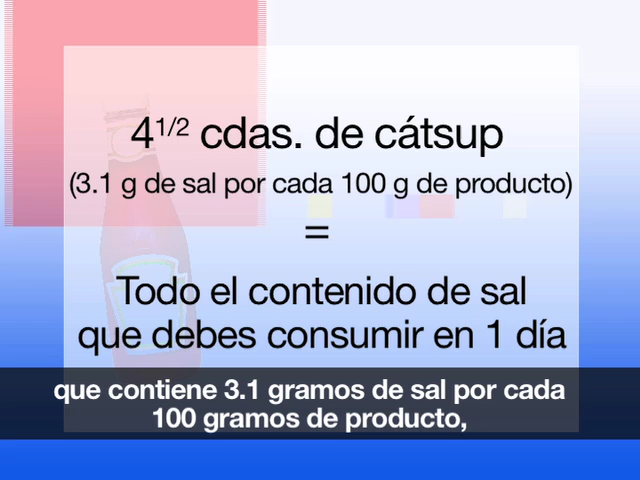 4 1/2 cdas. de cátsup
(3.1 g de sal por cada 100 g de producto)
=
Todo el contenido de sal
que debes consumir en 1 día
que contiene 3.1 gramos de sal por cada
100 gramos de producto,